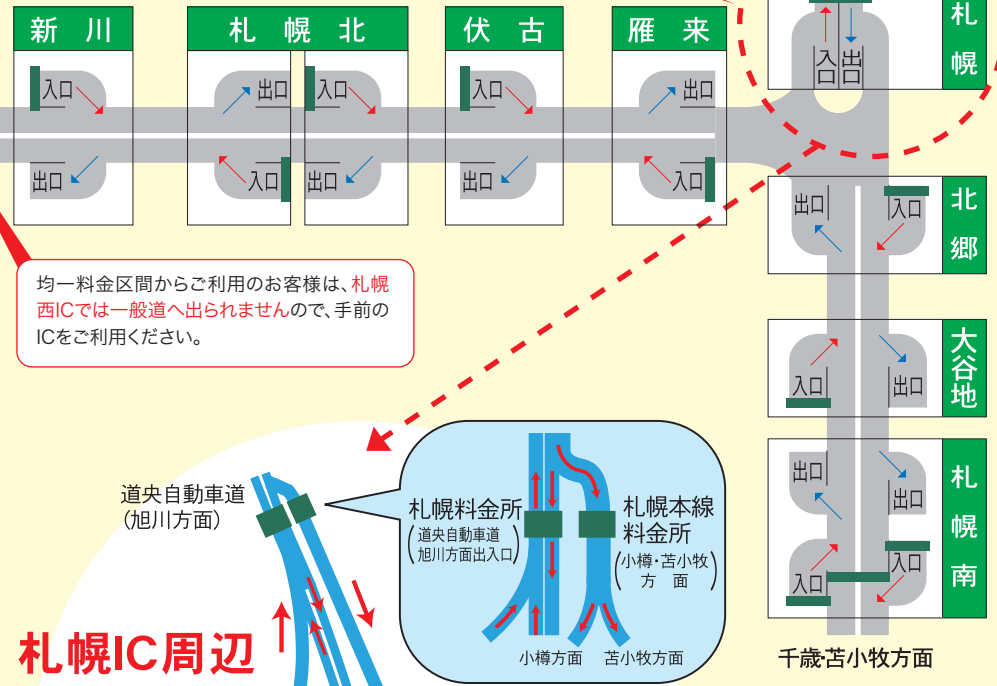 新川
入口
出口
札幌北
出口
入口
入口
出口
伏古
入口
出口
雁来
出口
入口
札幌
入口
出口
北郷
出口
入口
大谷地
入口
出口
札幌南
出口
出口
入口
入口
千歳・苫小牧方面
均一料金区間からご利用のお客様は、札幌
西ICでは一般道へ出られませんので、手前の
ICをご利用ください。
道央自動車道
(旭川方面)
札幌料金所
(道央自動車道
旭川方面出入口)
札幌本線
料金所
(小樽・苫小牧
方面)
小樽方面
苫小牧方面
札幌IC周辺